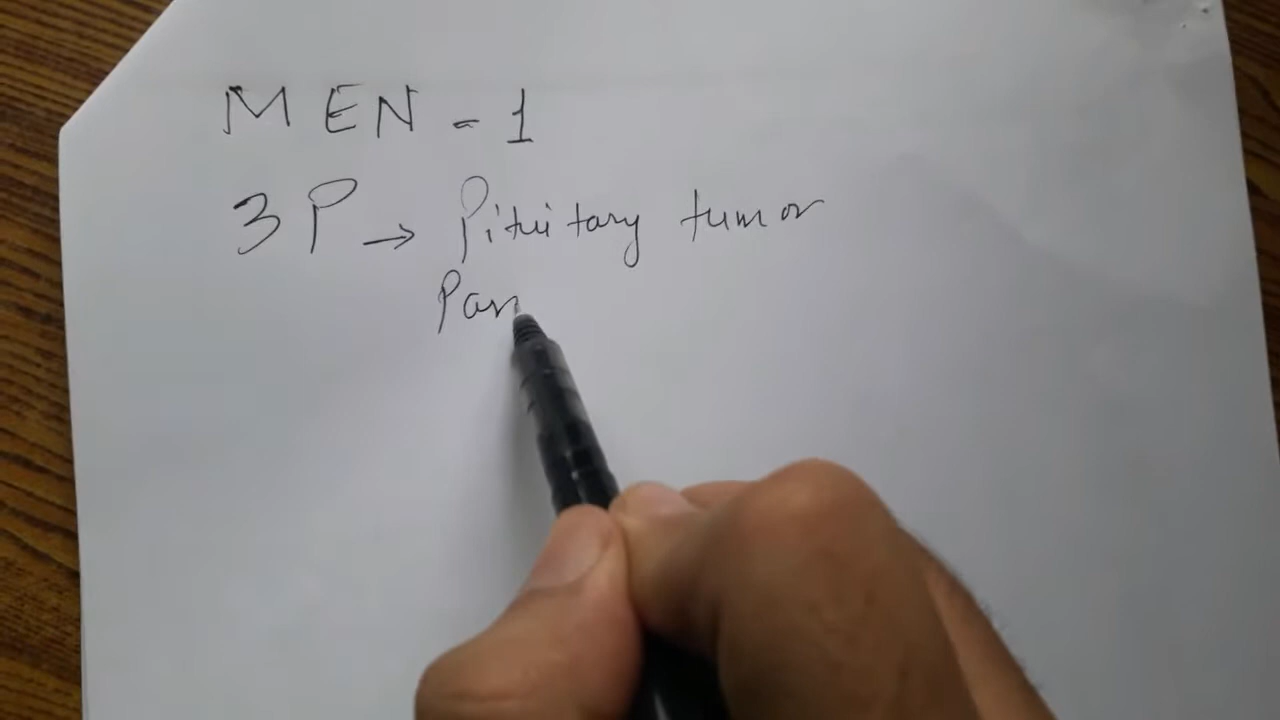 MEN - 1
3P → Pituitary tumor
Pan